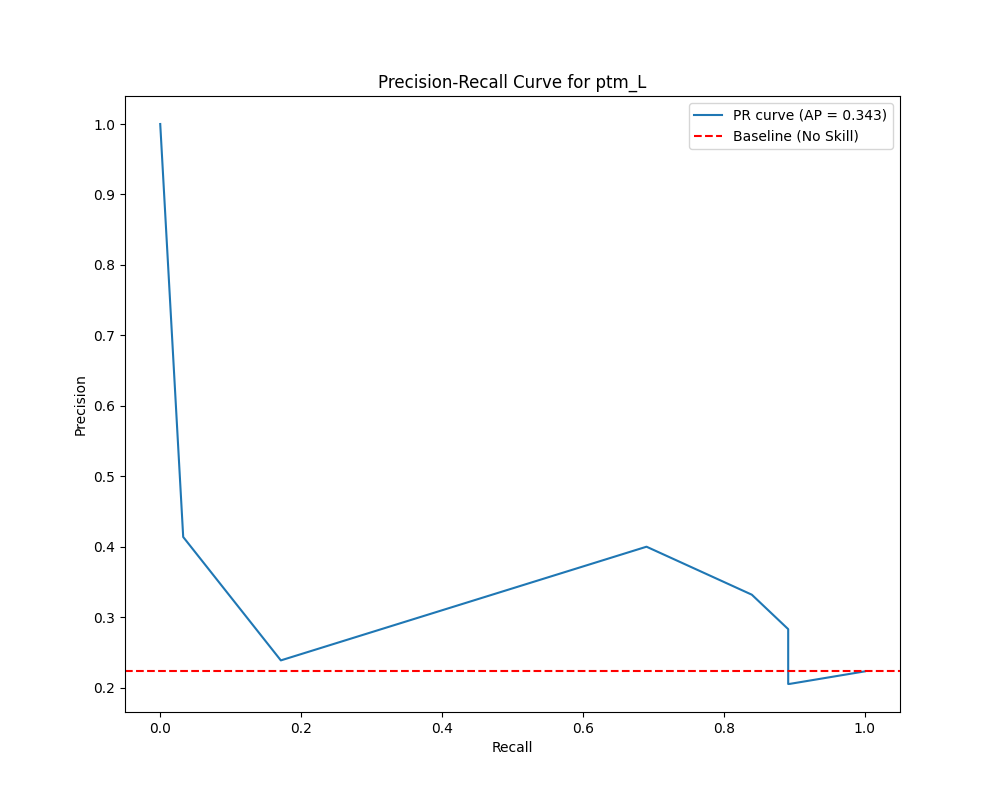 Precision-Recall Curve for ptm_L
PR curve (AP = 0.343)
Baseline (No Skill)
Precision
1.0
0.9
0.8
0.7
0.6
0.5
0.4
0.3
0.2
0.0 0.2 0.4 0.6 0.8 1.0
Recall